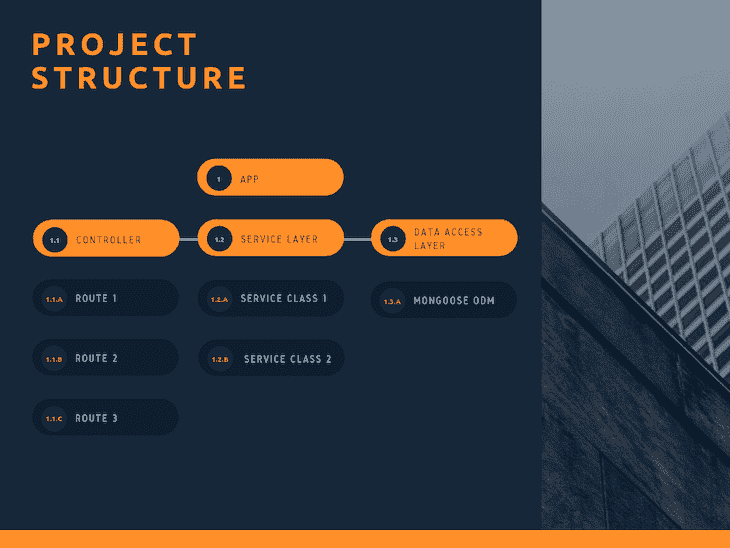 PROJECT
STRUCTURE
1 APP
1.1 CONTROLLER
1.2 SERVICE LAYER
1.3 DATA ACCESS
LAYER
1.1.A ROUTE 1
1.2.A SERVICE CLASS 1
1.3.A MONGOOSE ODM
1.1.B ROUTE 2
1.2.B SERVICE CLASS 2
1.1.C ROUTE 3